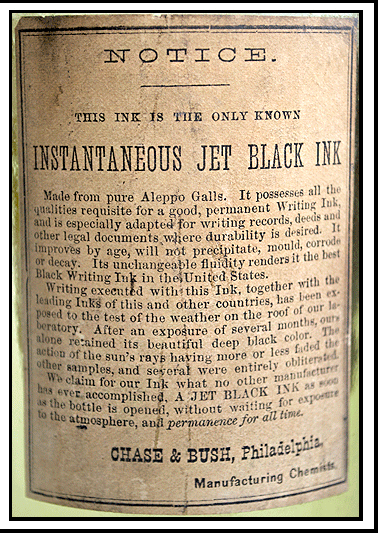 NOTICE.
THIS INK IS THE ONLY KNOWN
INSTANTANEOUS JET BLACK INK
Made from pure Aleppo Galls. It possesses all the
qualities requisite for a good, permanent Writing Ink,
and is especially adapted for writing records, deeds and
other legal documents where durability is desired. It
improves by age, will not precipitate, mould, corrode
or decay. Its unchangeable fluidity renders it the best
Black Writing Ink in the United States.
Writing executed with this Ink, together with the
leading Inks of this and other countries, has been ex-
posed to the test of the weather on the roof of our la-
boratory. After an exposure of several months, ours
alone retained its beautiful deep black color. The
action of the sun's rays having more or less faded the
other samples, and several were entirely obliterated.
We claim for our Ink what no other manufacturer
has ever accomplished, A JET BLACK INK as soon
as the bottle is opened, without waiting for exposure
to the atmosphere, and permanence for all time.
CHASE & BUSH, Philadelphia,
Manufacturing Chemists.